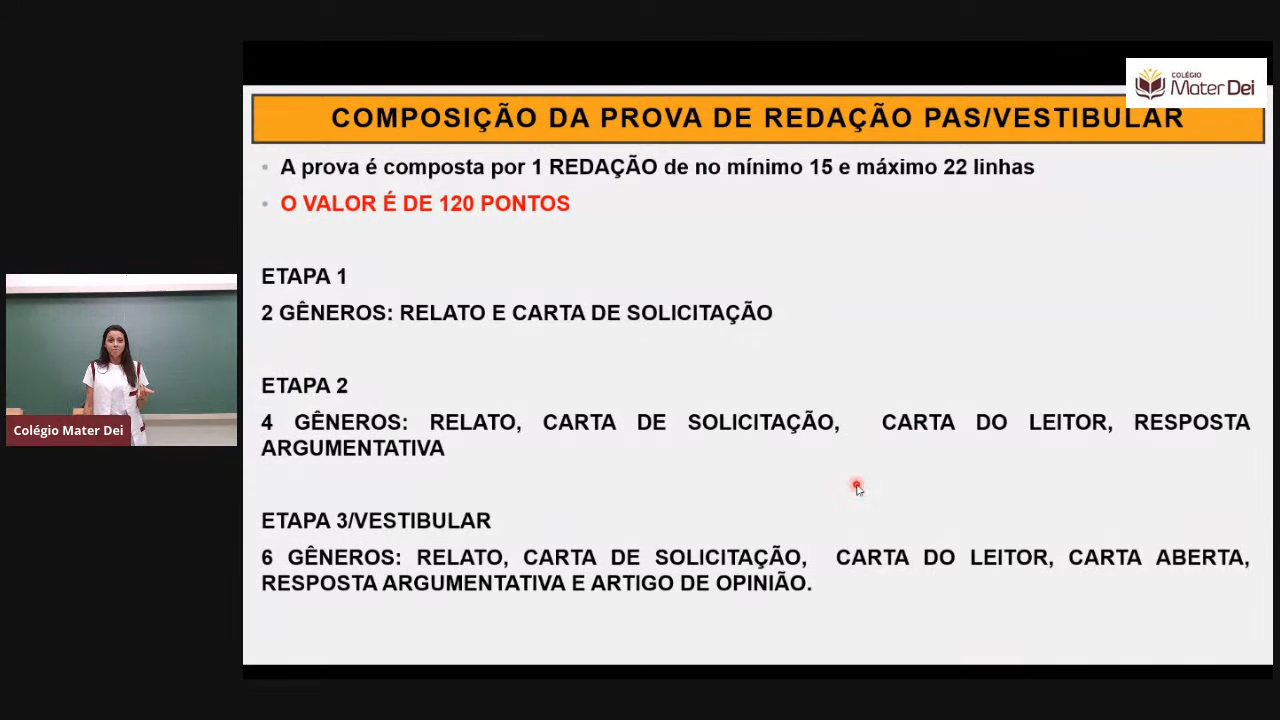 COLÉGIO
Mater Dei
COMPOSIÇÃO DA PROVA DE REDAÇÃO PAS/VESTIBULAR
A prova é composta por 1 REDAÇÃO de no mínimo 15 e máximo 22 linhas
O VALOR É DE 120 PONTOS
ETAPA 1
2 GÊNEROS: RELATO E CARTA DE SOLICITAÇÃO
ETAPA 2
4 GÊNEROS: RELATO, CARTA DE SOLICITAÇÃO, CARTA DO LEITOR, RESPOSTA
ARGUMENTATIVA
ETAPA 3/VESTIBULAR
6 GÊNEROS: RELATO, CARTA DE SOLICITAÇÃO, CARTA DO LEITOR, CARTA ABERTA,
RESPOSTA ARGUMENTATIVA E ARTIGO DE OPINIÃO.
Colégio Mater Dei